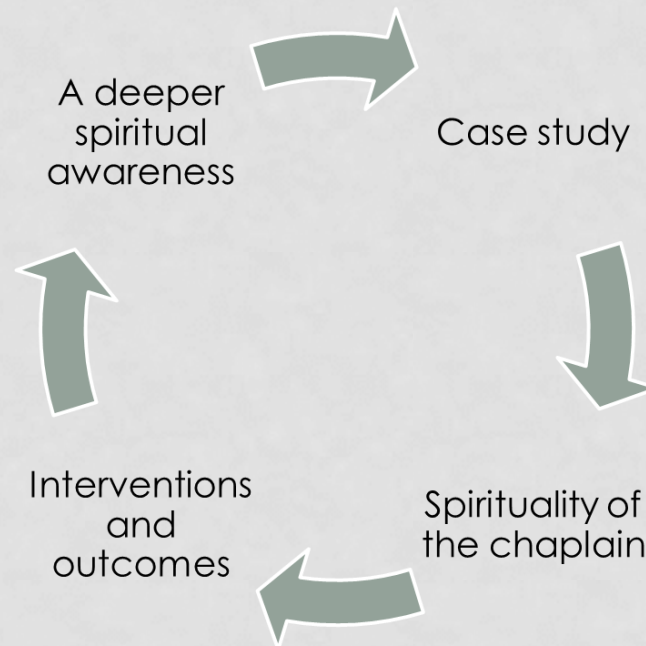 A deeper
spiritual
awareness
Case study
Spirituality of
the chaplain
Interventions
and
outcomes